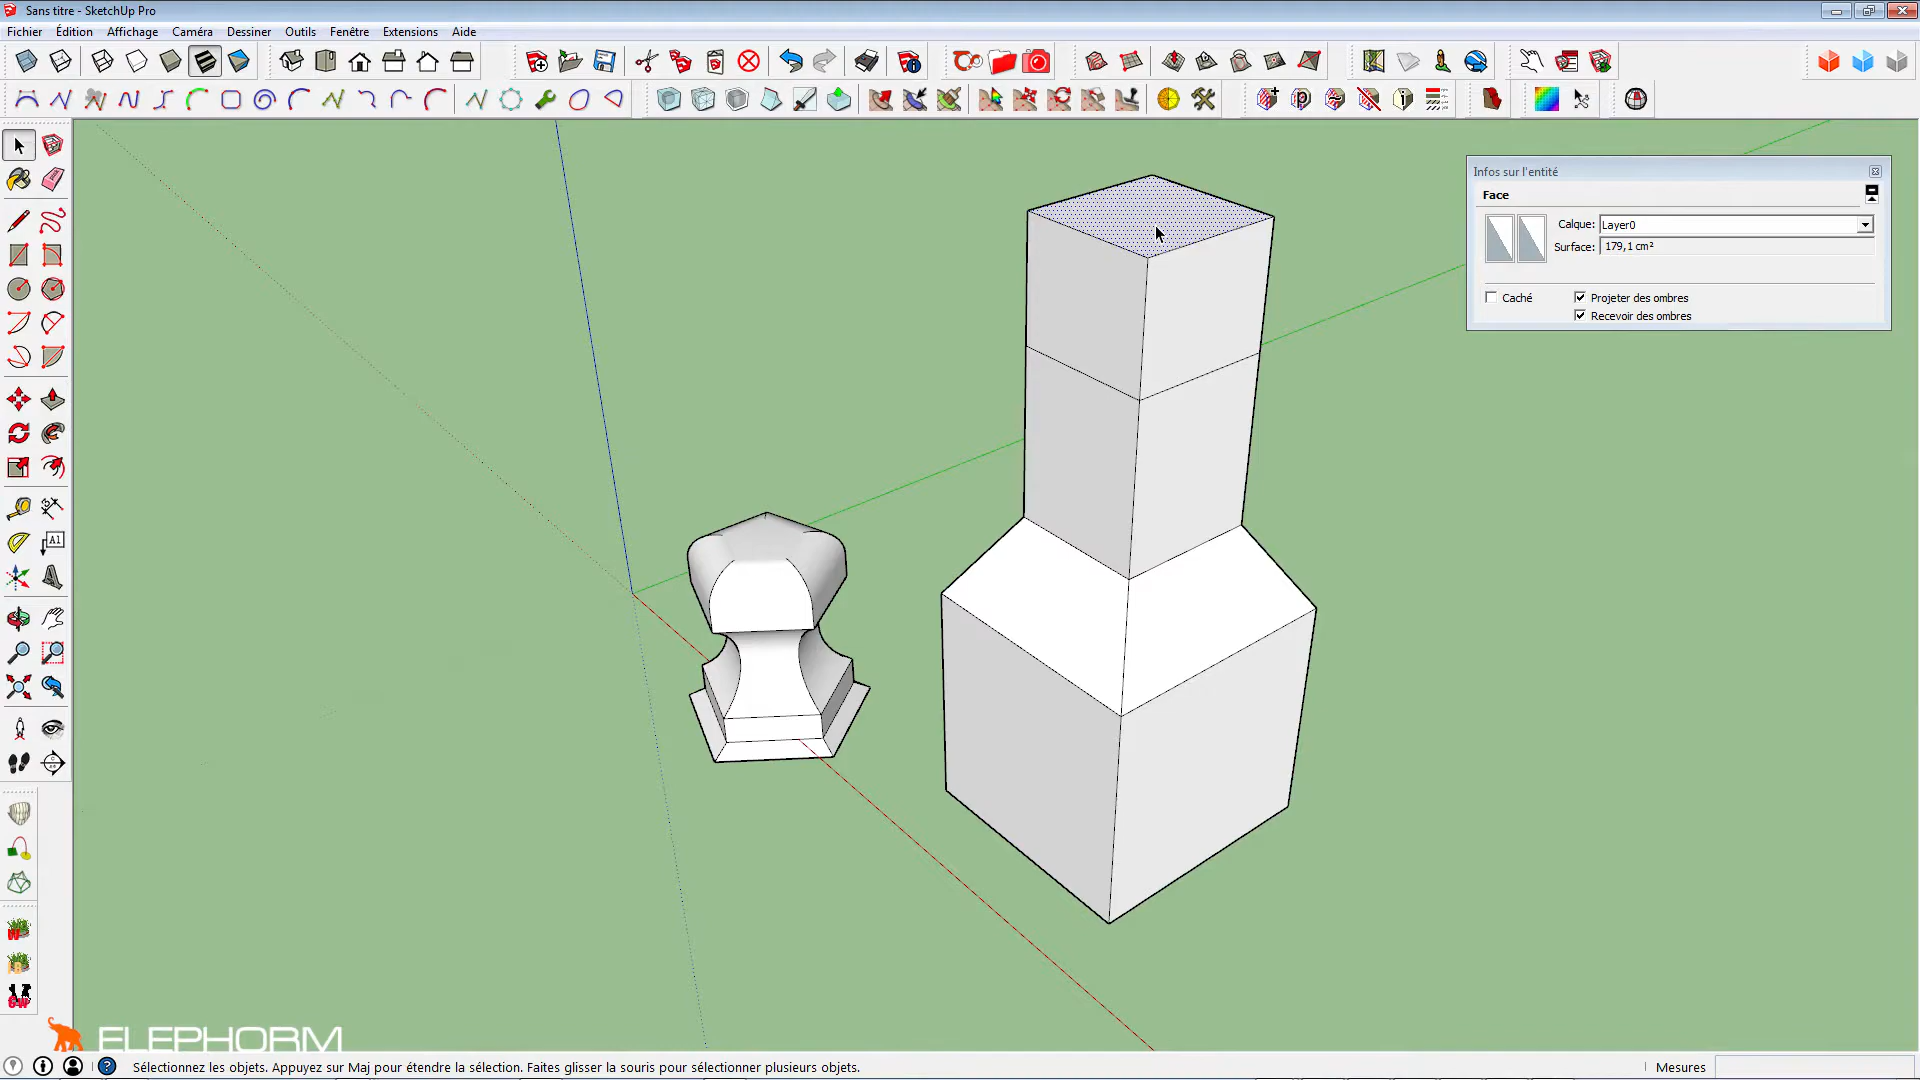 Sans titre - SketchUp Pro
Fichier Édition Affichage Caméra Dessiner Outils Fenêtre Extensions Aide
Infos sur l'entité
Face
Calque: Layer0
Surface: 179,1 cm²
Caché Projeter des ombres
Recevoir des ombres
A1
ELEPHORM
Sélectionnez les objets. Appuyez sur Maj pour étendre la sélection. Faites glisser la souris pour sélectionner plusieurs objets. Mesures